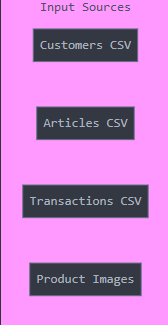 Input Sources
Customers CSV
Articles CSV
Transactions CSV
Product Images